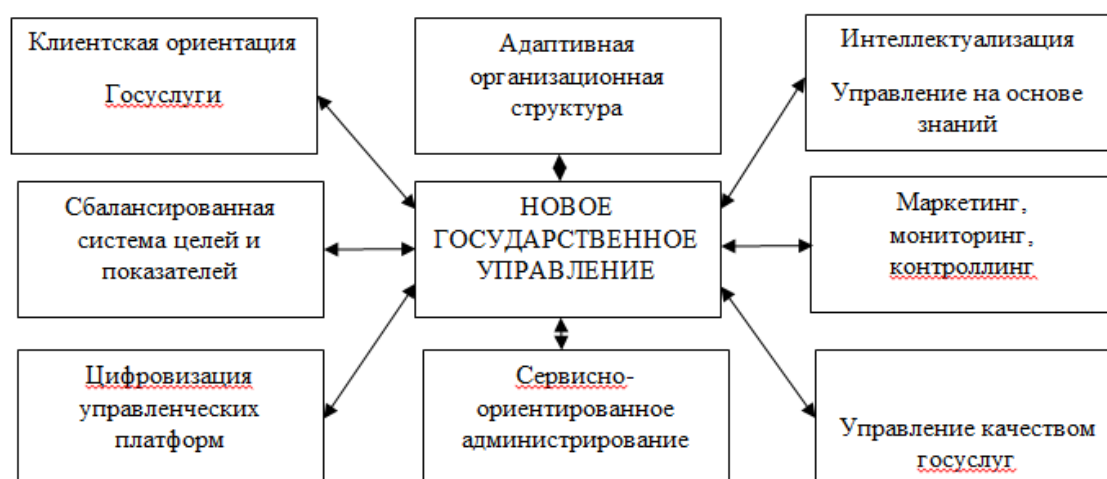 Клиентская ориентация
Госуслуги
Адаптивная
организационная
структура
Интеллектуализация
Управление на основе
знаний
Сбалансированная
система целей и
показателей
НОВОЕ
ГОСУДАРСТВЕННОЕ
УПРАВЛЕНИЕ
Маркетинг,
мониторинг,
контроллинг
Цифровизация
управленческих
платформ
Сервисно-
ориентированное
администрирование
Управление качеством
госуслуг